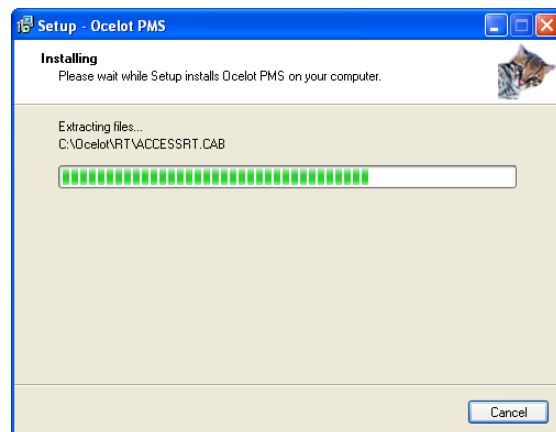 Setup - Ocelot PMS
Installing
Please wait while Setup installs Ocelot PMS on your computer.
Extracting files...
C:\Ocelot\RT\ACCESSRT.CAB
Cancel